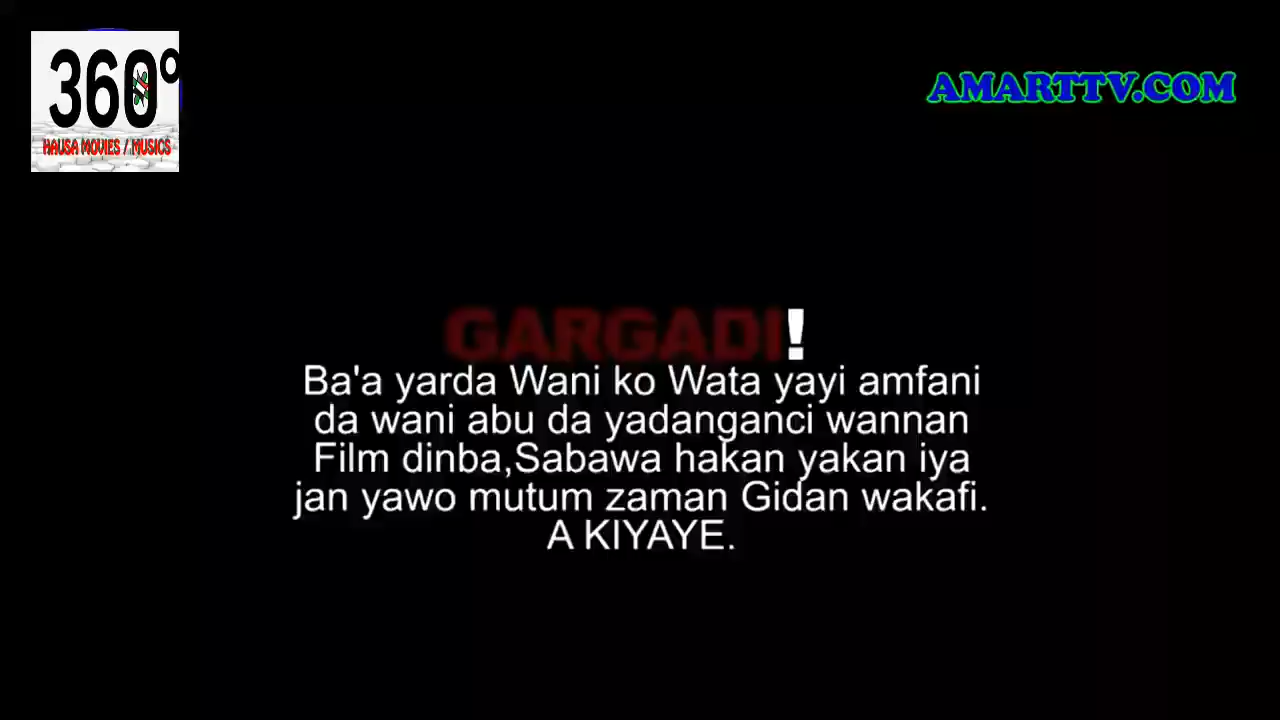 360°
HAUSA MOVIES / MUSICS
AMARTTV.COM
GARGADI!
Ba'a yarda Wani ko Wata yayi amfani
da wani abu da yadanganci wannan
Film dinba,Sabawa hakan yakan iya
jan yawo mutum zaman Gidan wakafi.
A KIYAYE.